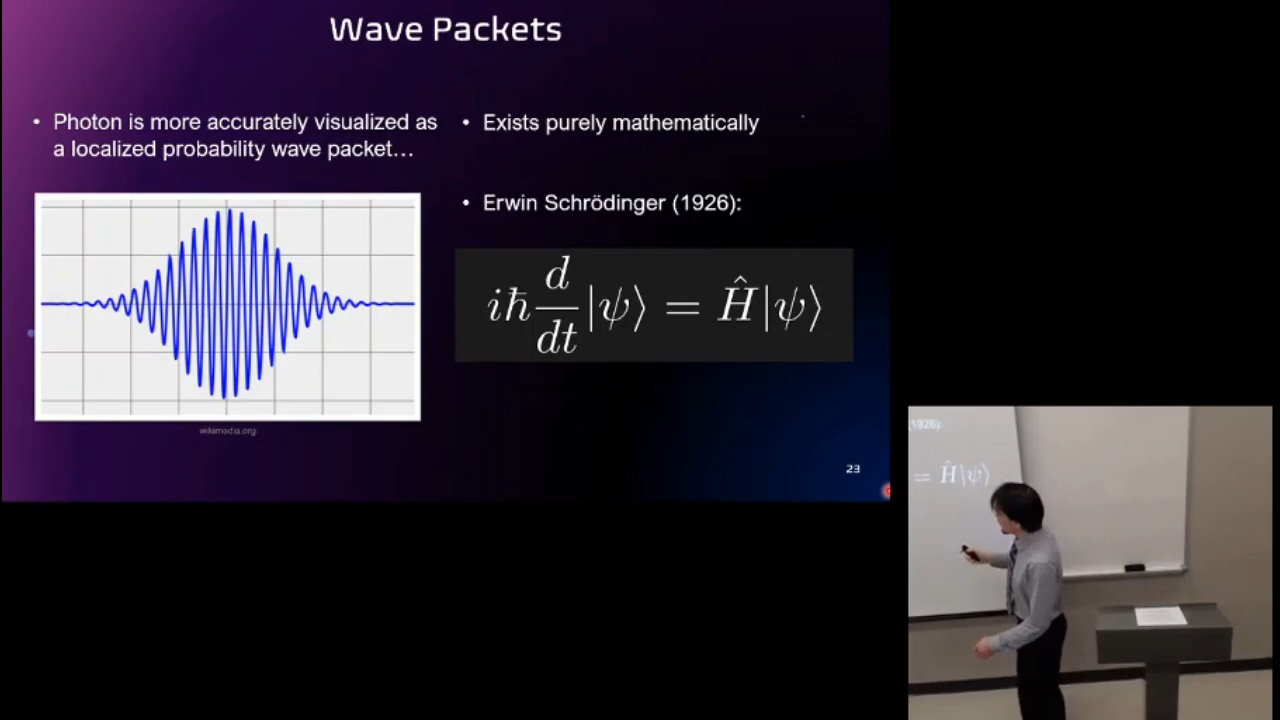 Wave Packets
• Photon is more accurately visualized as
a localized probability wave packet…
wikimedia.org
• Exists purely mathematically
• Erwin Schrödinger (1926):
iħ d/dt |ψ⟩ = Ĥ|ψ⟩
23
(1926):
= Ĥ|ψ⟩